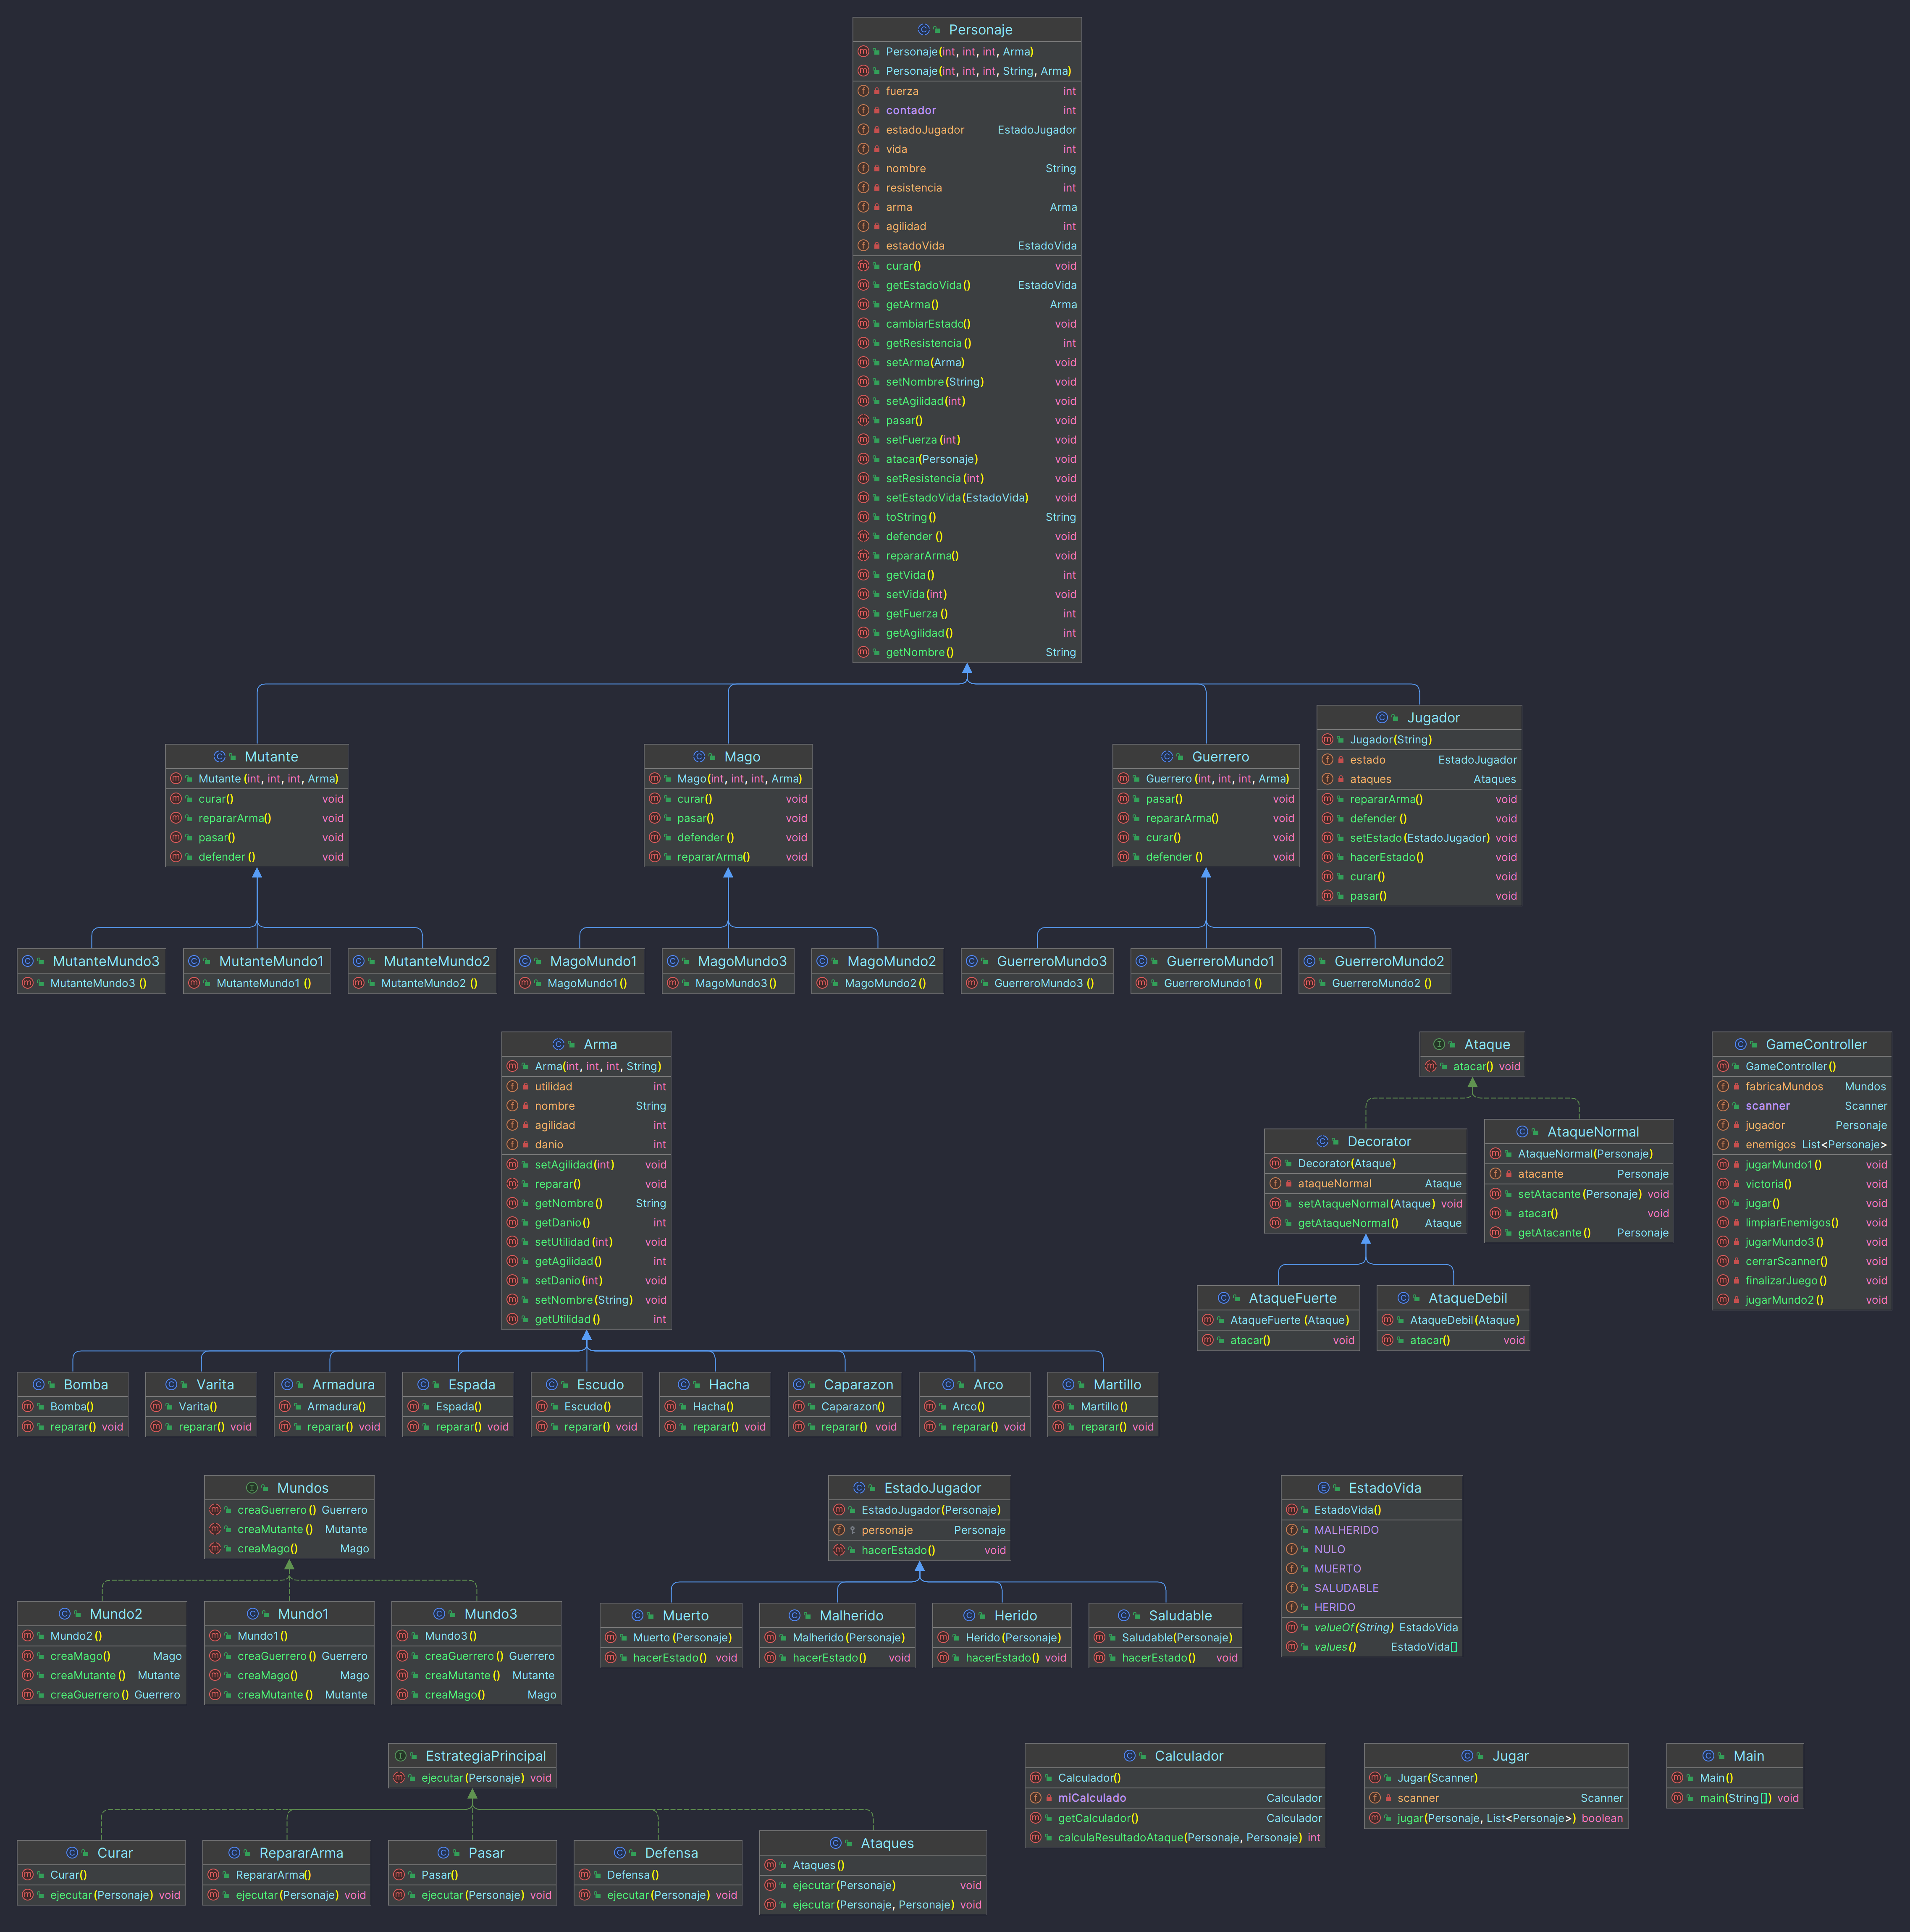 Personaje
Personaje(int, int, int, Arma)
Personaje(int, int, int, String, Arma)
fuerza int
contador int
estadoJugador EstadoJugador
vida int
nombre String
resistencia int
arma Arma
agilidad int
estadoVida EstadoVida
curar() void
getEstadoVida() EstadoVida
getArma() Arma
cambiarEstado() void
getResistencia() int
setArma(Arma) void
setNombre(String) void
setAgilidad(int) void
pasar() void
setFuerza(int) void
atacar(Personaje) void
setResistencia(int) void
setEstadoVida(EstadoVida) void
toString() String
defender() void
repararArma() void
getVida() int
setVida(int) void
getFuerza() int
getAgilidad() int
getNombre() String
Mutante
Mutante(int, int, int, Arma)
curar() void
repararArma() void
pasar() void
defender() void
Mago
Mago(int, int, int, Arma)
curar() void
pasar() void
defender() void
repararArma() void
Guerrero
Guerrero(int, int, int, Arma)
pasar() void
repararArma() void
curar() void
defender() void
Jugador
Jugador(String)
estado EstadoJugador
ataques Ataques
repararArma() void
defender() void
setEstado(EstadoJugador) void
hacerEstado() void
curar() void
pasar() void
MutanteMundo3
MutanteMundo3()
MutanteMundo1
MutanteMundo1()
MutanteMundo2
MutanteMundo2()
MagoMundo1
MagoMundo1()
MagoMundo3
MagoMundo3()
MagoMundo2
MagoMundo2()
GuerreroMundo3
GuerreroMundo3()
GuerreroMundo1
GuerreroMundo1()
GuerreroMundo2
GuerreroMundo2()
Arma
Arma(int, int, int, String)
utilidad int
nombre String
agilidad int
danio int
setAgilidad(int) void
reparar() void
getNombre() String
getDanio() int
setUtilidad(int) void
getAgilidad() int
setDanio(int) void
setNombre(String) void
getUtilidad() int
Ataque
atacar() void
Decorator
Decorator(Ataque)
ataqueNormal Ataque
setAtaqueNormal(Ataque) void
getAtaqueNormal() Ataque
AtaqueNormal
AtaqueNormal(Personaje)
atacante Personaje
setAtacante(Personaje) void
atacar() void
getAtacante() Personaje
AtaqueFuerte
AtaqueFuerte(Ataque)
atacar() void
AtaqueDebil
AtaqueDebil(Ataque)
atacar() void
GameController
GameController()
fabricaMundos Mundos
scanner Scanner
jugador Personaje
enemigos List<Personaje>
jugarMundo1() void
victoria() void
jugar() void
limpiarEnemigos() void
jugarMundo3() void
cerrarScanner() void
finalizarJuego() void
jugarMundo2() void
Bomba
Bomba()
reparar() void
Varita
Varita()
reparar() void
Armadura
Armadura()
reparar() void
Espada
Espada()
reparar() void
Escudo
Escudo()
reparar() void
Hacha
Hacha()
reparar() void
Caparazon
Caparazon()
reparar() void
Arco
Arco()
reparar() void
Martillo
Martillo()
reparar() void
Mundos
creaGuerrero() Guerrero
creaMutante() Mutante
creaMago() Mago
Mundo2
Mundo2()
creaMago() Mago
creaMutante() Mutante
creaGuerrero() Guerrero
Mundo1
Mundo1()
creaGuerrero() Guerrero
creaMago() Mago
creaMutante() Mutante
Mundo3
Mundo3()
creaGuerrero() Guerrero
creaMutante() Mutante
creaMago() Mago
EstadoJugador
EstadoJugador(Personaje)
personaje Personaje
hacerEstado() void
Muerto
Muerto(Personaje)
hacerEstado() void
Malherido
Malherido(Personaje)
hacerEstado() void
Herido
Herido(Personaje)
hacerEstado() void
Saludable
Saludable(Personaje)
hacerEstado() void
EstadoVida
EstadoVida()
MALHERIDO
NULO
MUERTO
SALUDABLE
HERIDO
valueOf(String) EstadoVida
values() EstadoVida[]
EstrategiaPrincipal
ejecutar(Personaje) void
Curar
Curar()
ejecutar(Personaje) void
RepararArma
RepararArma()
ejecutar(Personaje) void
Pasar
Pasar()
ejecutar(Personaje) void
Defensa
Defensa()
ejecutar(Personaje) void
Ataques
Ataques()
ejecutar(Personaje) void
ejecutar(Personaje, Personaje) void
Calculador
Calculador()
miCalculado Calculador
getCalculador() Calculador
calculaResultadoAtaque(Personaje, Personaje) int
Jugar
Jugar(Scanner)
scanner Scanner
jugar(Personaje, List<Personaje>) boolean
Main
Main()
main(String[]) void